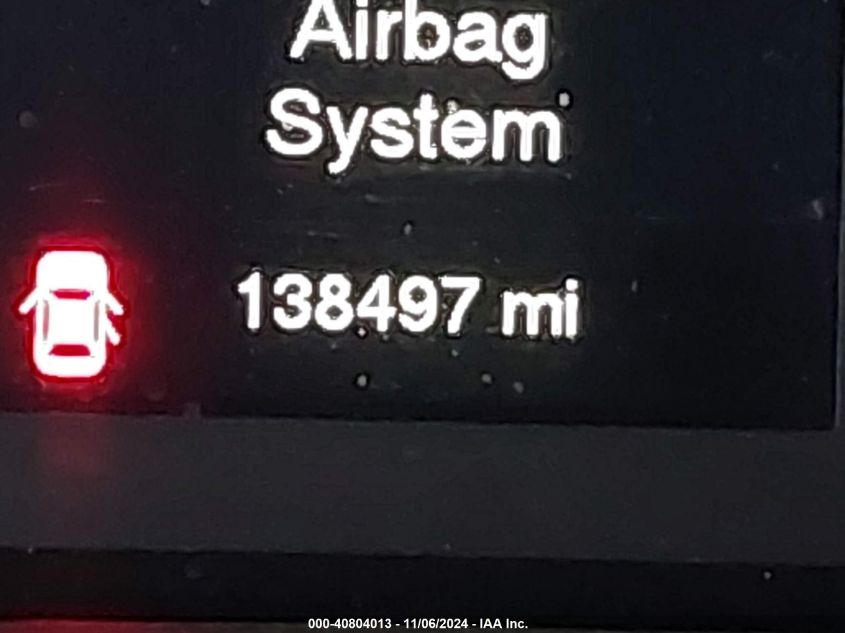 Airbag
System
138497 mi
000-40804013 - 11/06/2024 - IAA Inc.